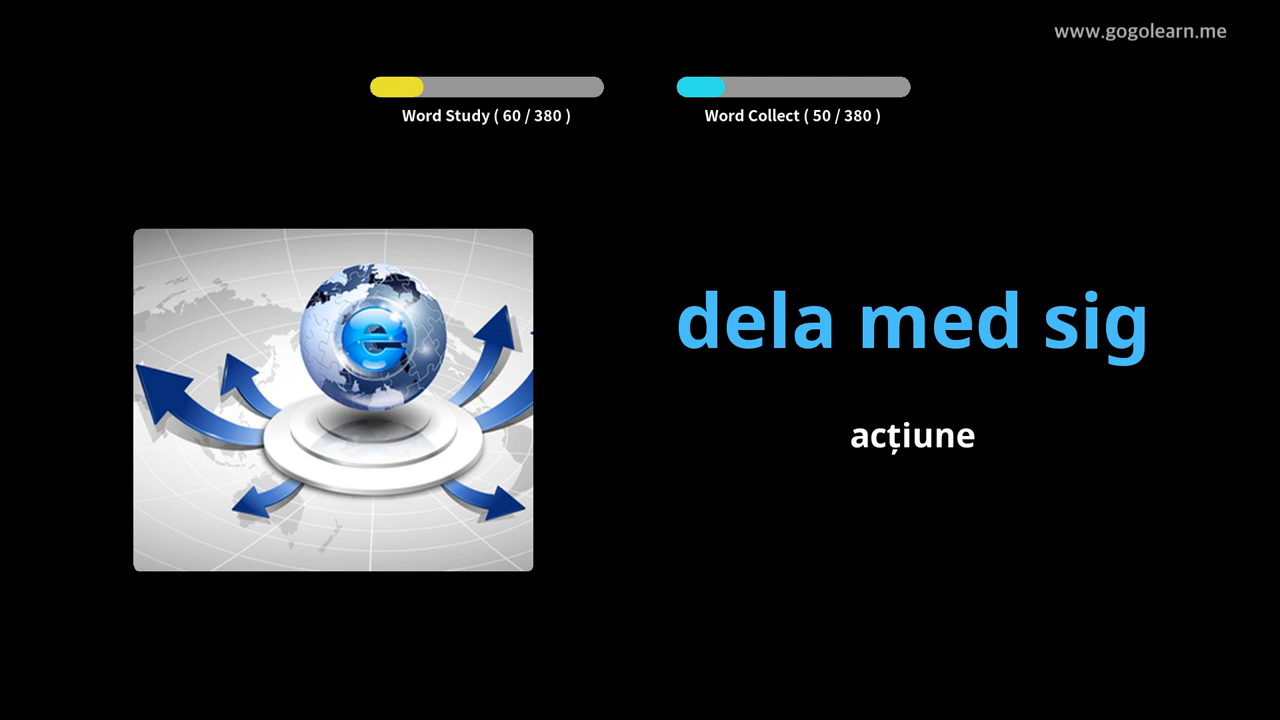 www.gogolearn.me
Word Study ( 60 / 380 )
Word Collect ( 50 / 380 )
e
dela med sig
acțiune